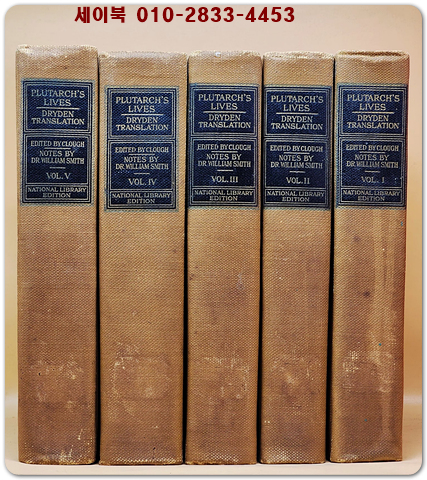 세이북 010-2833-4453
PLUTARCH'S
LIVES
DRYDEN
TRANSLATION
EDITED BY CLOUGH
NOTES BY
DR. WILLIAM SMITH
VOL. V
NATIONAL LIBRARY
EDITION
PLUTARCH'S
LIVES
DRYDEN
TRANSLATION
EDITED BY CLOUGH
NOTES BY
DR. WILLIAM SMITH
VOL. IV
NATIONAL LIBRARY
EDITION
PLUTARCH'S
LIVES
DRYDEN
TRANSLATION
EDITED BY CLOUGH
NOTES BY
DR. WILLIAM SMITH
VOL. III
NATIONAL LIBRARY
EDITION
PLUTARCH'S
LIVES
DRYDEN
TRANSLATION
EDITED BY CLOUGH
NOTES BY
DR. WILLIAM SMITH
VOL. II
NATIONAL LIBRARY
EDITION
PLUTARCH'S
LIVES
DRYDEN
TRANSLATION
EDITED BY CLOUGH
NOTES BY
DR. WILLIAM SMITH
VOL. I
NATIONAL LIBRARY
EDITION